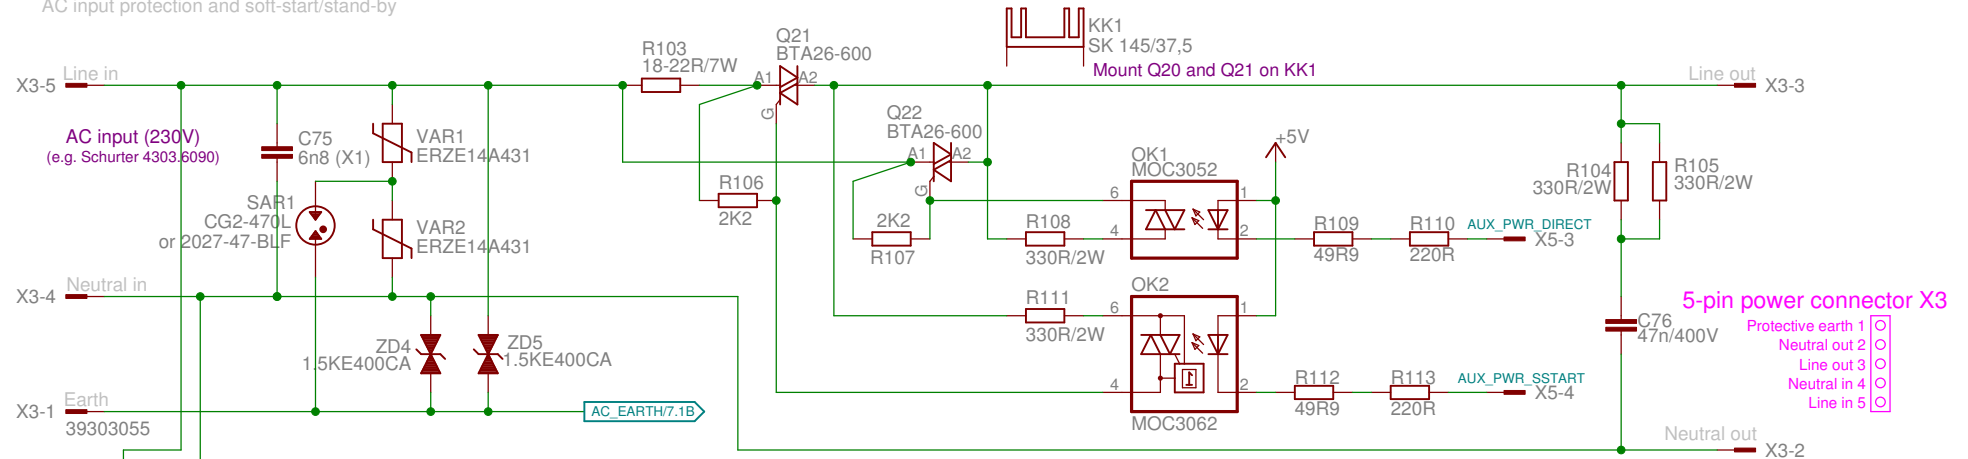 AC input protection and soft-start/stand-by
KK1
SK 145/37,5
Mount Q20 and Q21 on KK1
Q21
BTA26-600
R103
18-22R/7W
A1
A2
G
X3-5
Line in
Line out
X3-3
AC input (230V)
(e.g. Schurter 4303.6090)
C75
6n8 (X1)
VAR1
ERZE14A431
Q22
BTA26-600
A1
A2
G
+5V
OK1
MOC3052
6
1
4
2
R104
330R/2W
R105
330R/2W
SAR1
CG2-470L
or 2027-47-BLF
VAR2
ERZE14A431
R106
2K2
2K2
R107
R108
330R/2W
R109
49R9
R110
220R
AUX_PWR_DIRECT
X5-3
X3-4
Neutral in
OK2
6
1
4
2
MOC3062
R111
330R/2W
ZD4
1.5KE400CA
ZD5
1.5KE400CA
C76
47n/400V
5-pin power connector X3
Protective earth 1
Neutral out 2
Line out 3
Neutral in 4
Line in 5
R112
49R9
R113
220R
AUX_PWR_SSTART
X5-4
X3-1
Earth
39303055
AC_EARTH/7.1B
Neutral out
X3-2